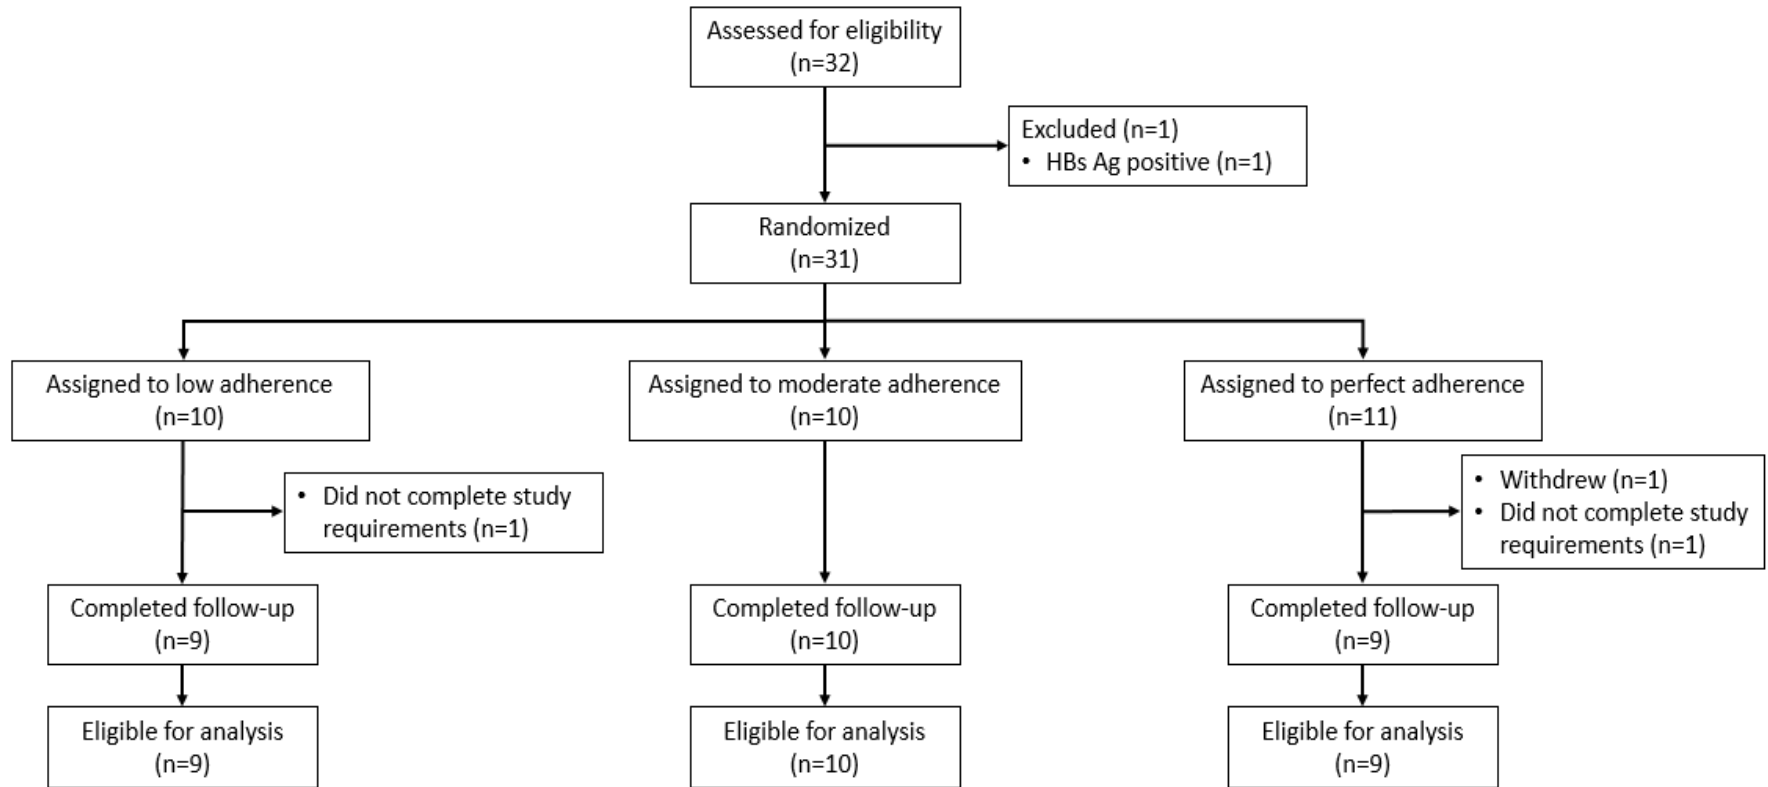 Assessed for eligibility
(n=32)
Excluded (n=1)
• HBs Ag positive (n=1)
Randomized
(n=31)
Assigned to low adherence
(n=10)
Assigned to moderate adherence
(n=10)
Assigned to perfect adherence
(n=11)
• Did not complete study
requirements (n=1)
• Withdrew (n=1)
• Did not complete study
requirements (n=1)
Completed follow-up
(n=9)
Completed follow-up
(n=10)
Completed follow-up
(n=9)
Eligible for analysis
(n=9)
Eligible for analysis
(n=10)
Eligible for analysis
(n=9)